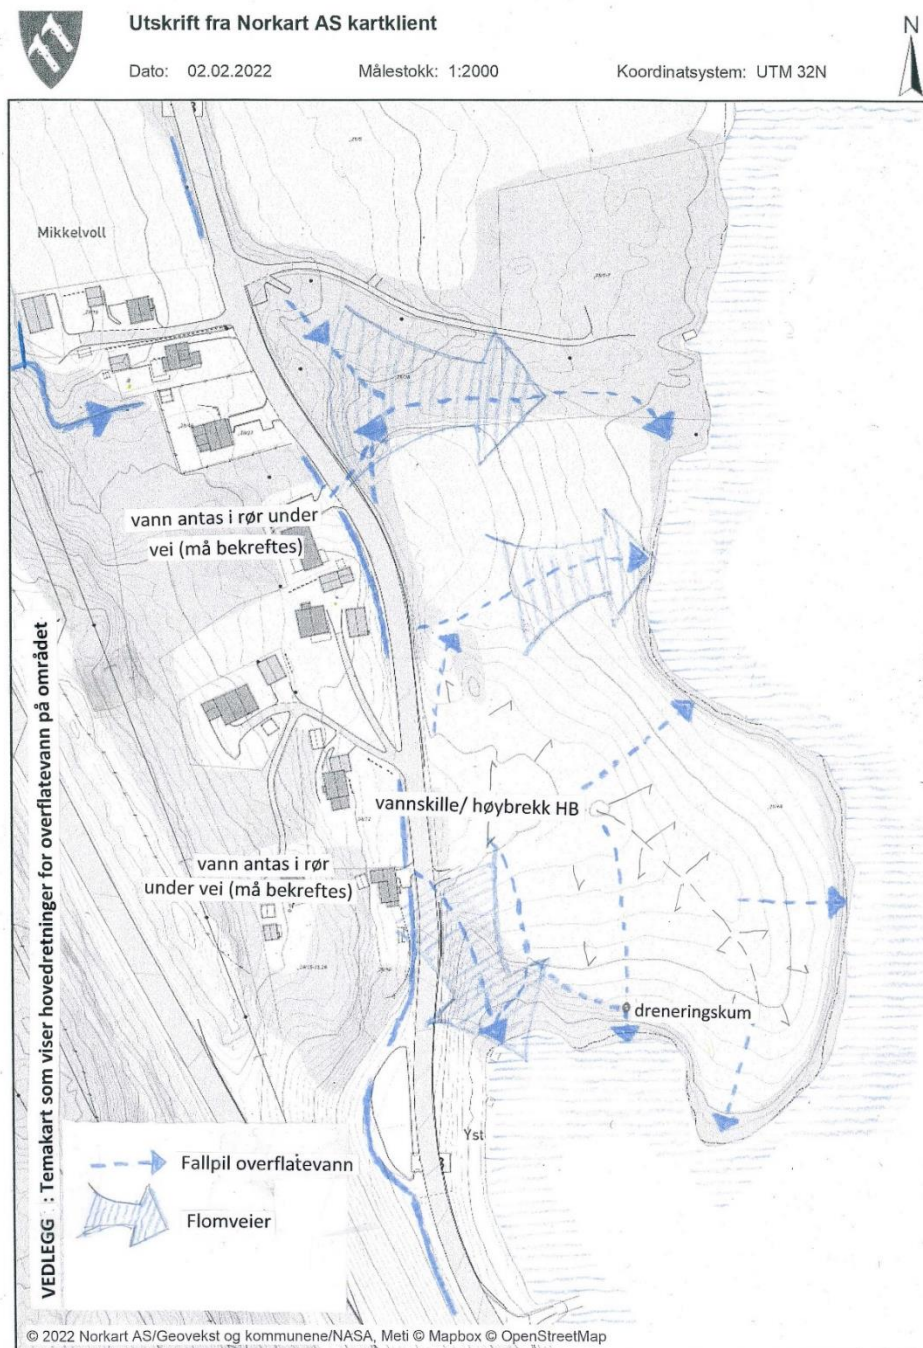 Utskrift fra Norkart AS kartklient
N
Dato: 02.02.2022
Målestokk: 1:2000
Koordinatsystem: UTM 32N
Mikkelvoll
vann antas i rør under
vei (må bekreftes)
vannskille/ høybrekk HB
vann antas i rør
under vei (må bekreftes)
dreneringskum
Yst
VEDLEGG : Temakart som viser hovedretninger for overflatevann på området
Fallpil overflatevann
Flomveier
© 2022 Norkart AS/Geovekst og kommunene/NASA, Meti © Mapbox © OpenStreetMap